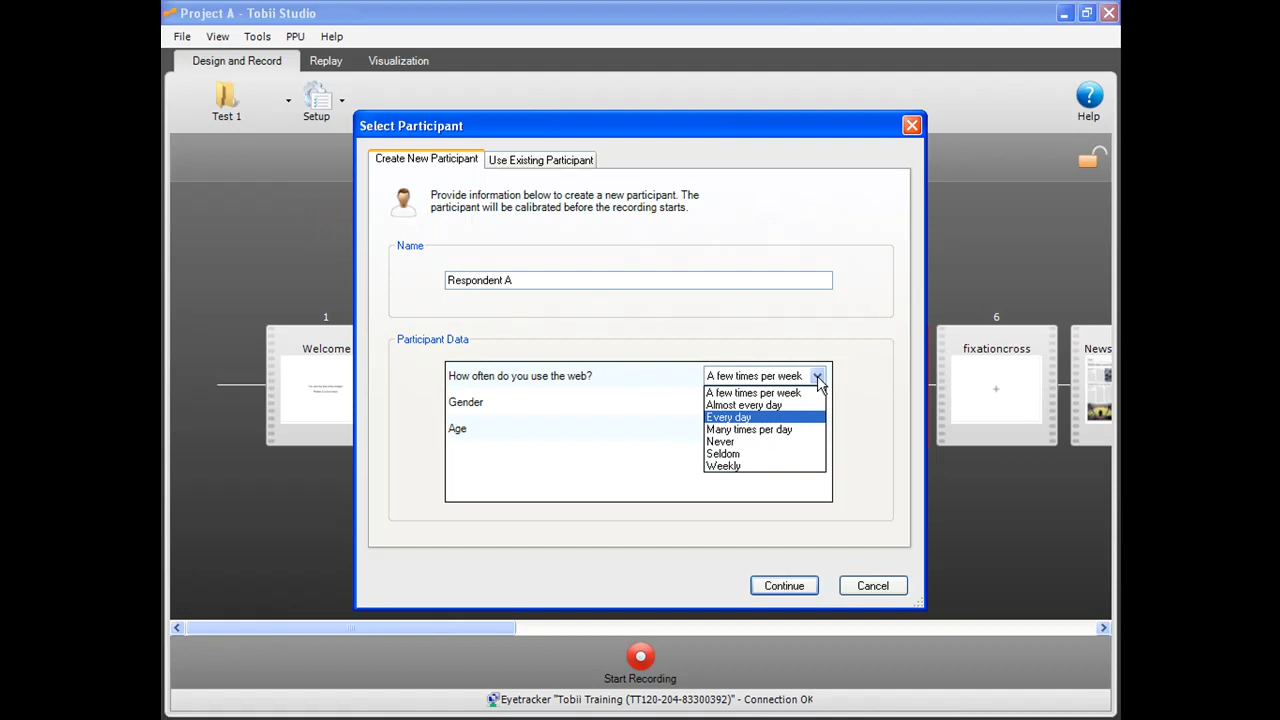 Project A - Tobii Studio
File View Tools PPU Help
Design and Record Replay Visualization
Test 1
Setup
? Help
Select Participant
Create New Participant Use Existing Participant
Provide information below to create a new participant. The
participant will be calibrated before the recording starts.
Name
Respondent A
Participant Data
How often do you use the web? A few times per week
A few times per week
Almost every day
Every day
Many times per day
Never
Seldom
Weekly
Gender
Age
Continue Cancel
1
Welcome
6
fixationcross
News
Start Recording
Eyetracker "Tobii Training (TT120-204-83300392)" - Connection OK